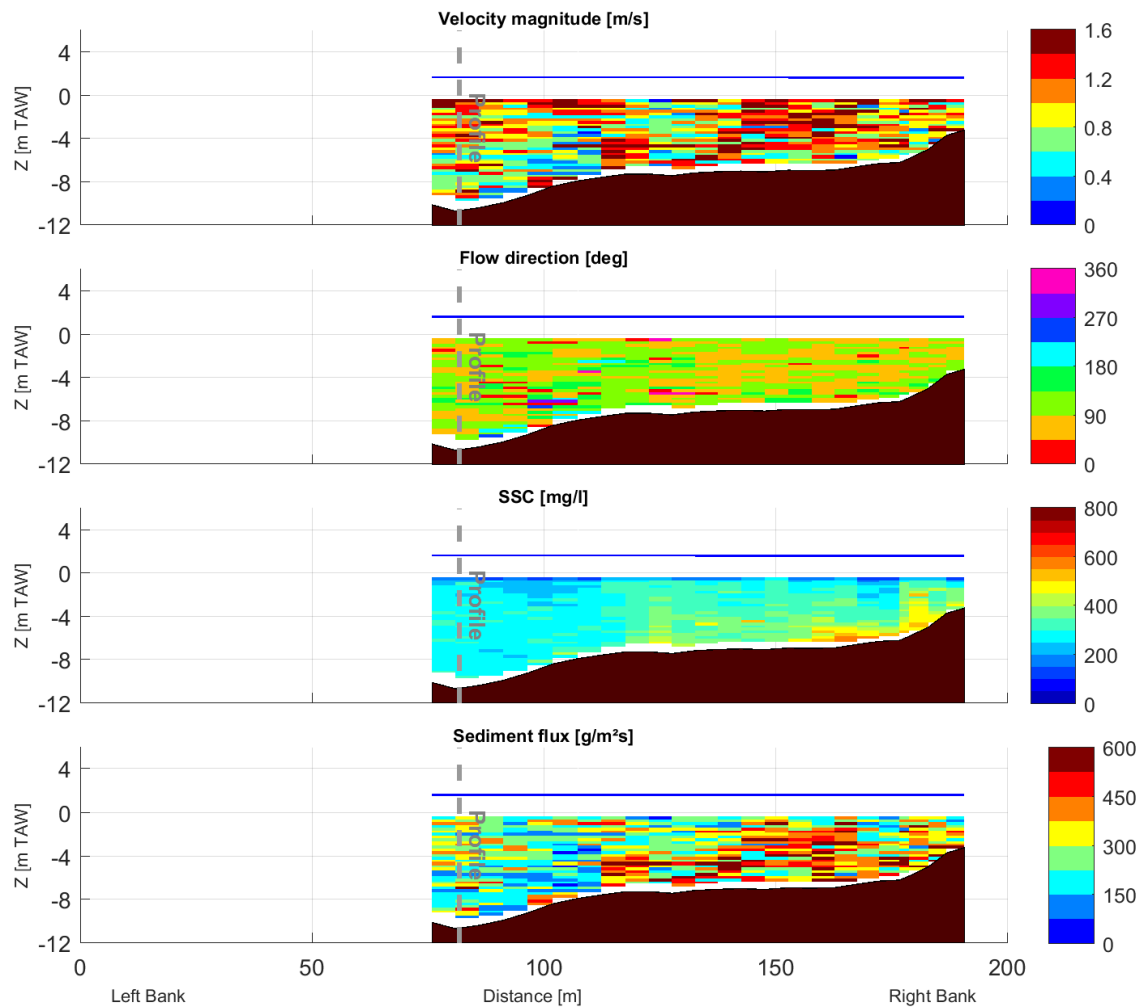 Velocity magnitude [m/s]
Z [m TAW]
4
0
-4
-8
-12
Profile
1.6
1.2
0.8
0.4
0
Flow direction [deg]
Z [m TAW]
4
0
-4
-8
-12
Profile
360
270
180
90
0
SSC [mg/l]
Z [m TAW]
4
0
-4
-8
-12
Profile
800
600
400
200
0
Sediment flux [g/m²s]
Z [m TAW]
4
0
-4
-8
-12
Profile
600
450
300
150
0
0 50 100 150 200
Left Bank Distance [m] Right Bank